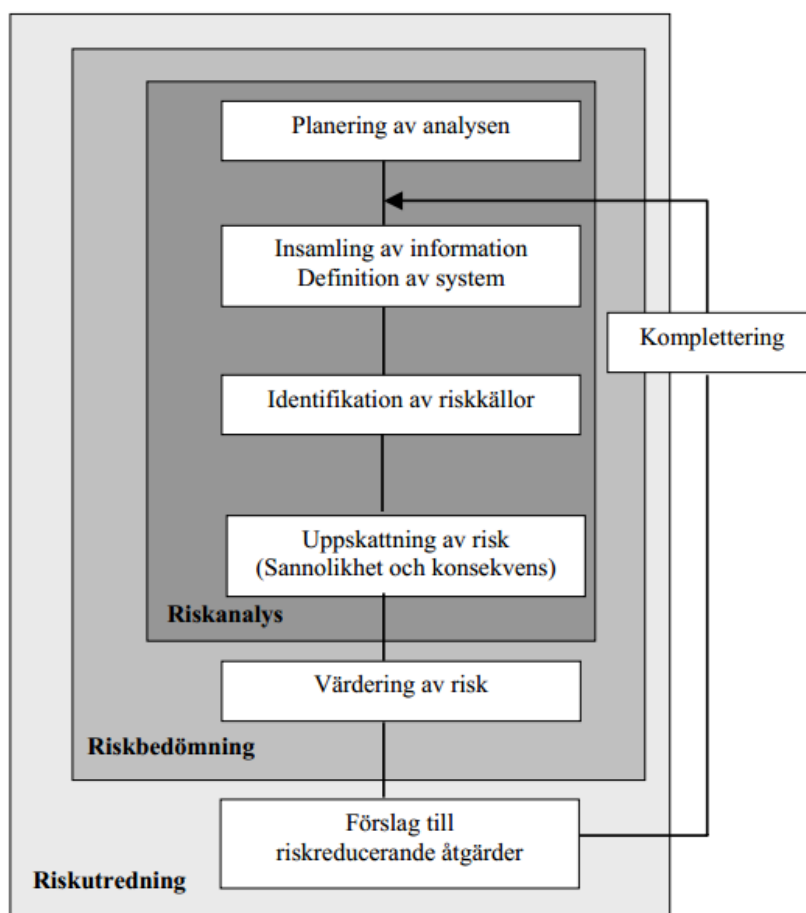 Planering av analysen
Insamling av information
Definition av system
Komplettering
Identifikation av riskkällor
Uppskattning av risk
(Sannolikhet och konsekvens)
Riskanalys
Värdering av risk
Riskbedömning
Förslag till
riskreducerande åtgärder
Riskutredning